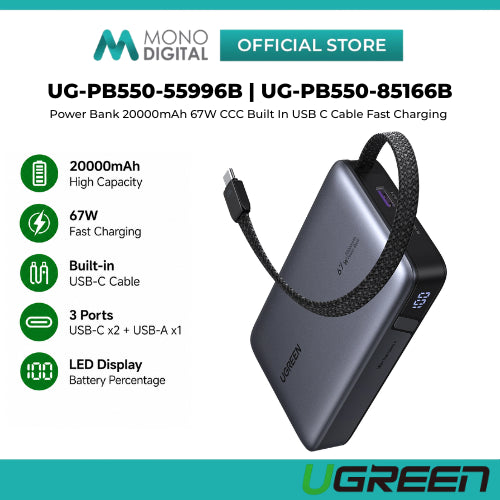 MONO
DIGITAL
OFFICIAL STORE
UG-PB550-55996B | UG-PB550-85166B
Power Bank 20000mAh 67W CCC Built In USB C Cable Fast Charging
20000mAh
High Capacity
67W
Fast Charging
Built-in
USB-C Cable
3 Ports
USB-C x2 + USB-A x1
LED Display
Battery Percentage
67W
100
UGREEN
100
UGREEN